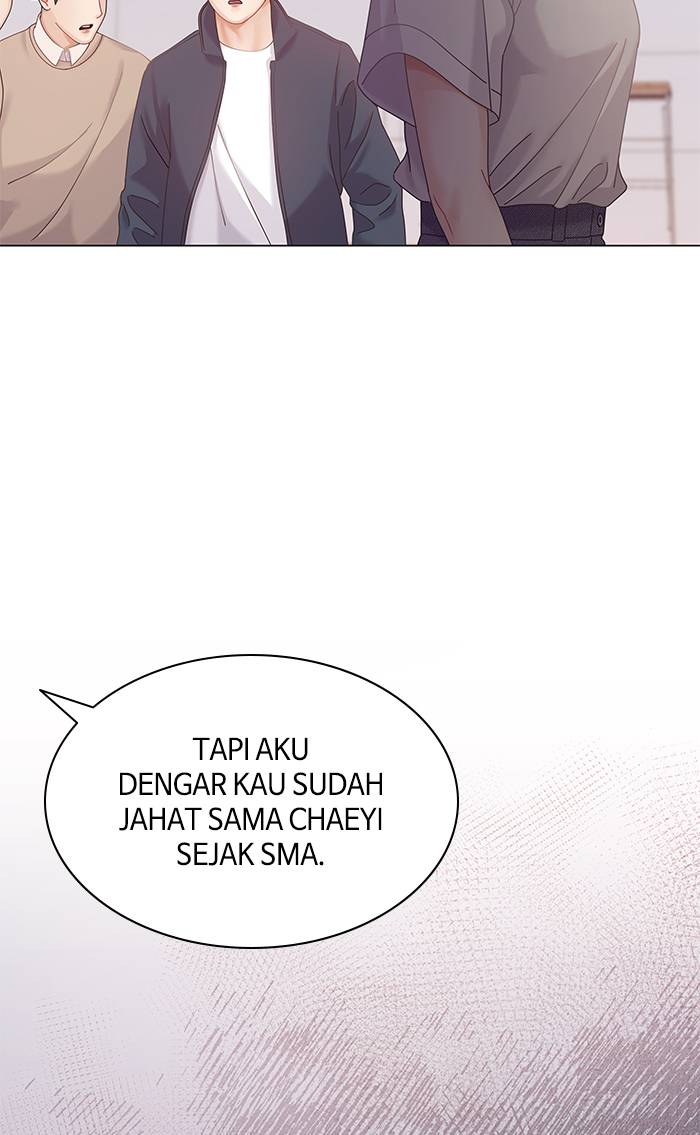 TAPI AKU
DENGAR KAU SUDAH
JAHAT SAMA CHAEYI
SEJAK SMA.